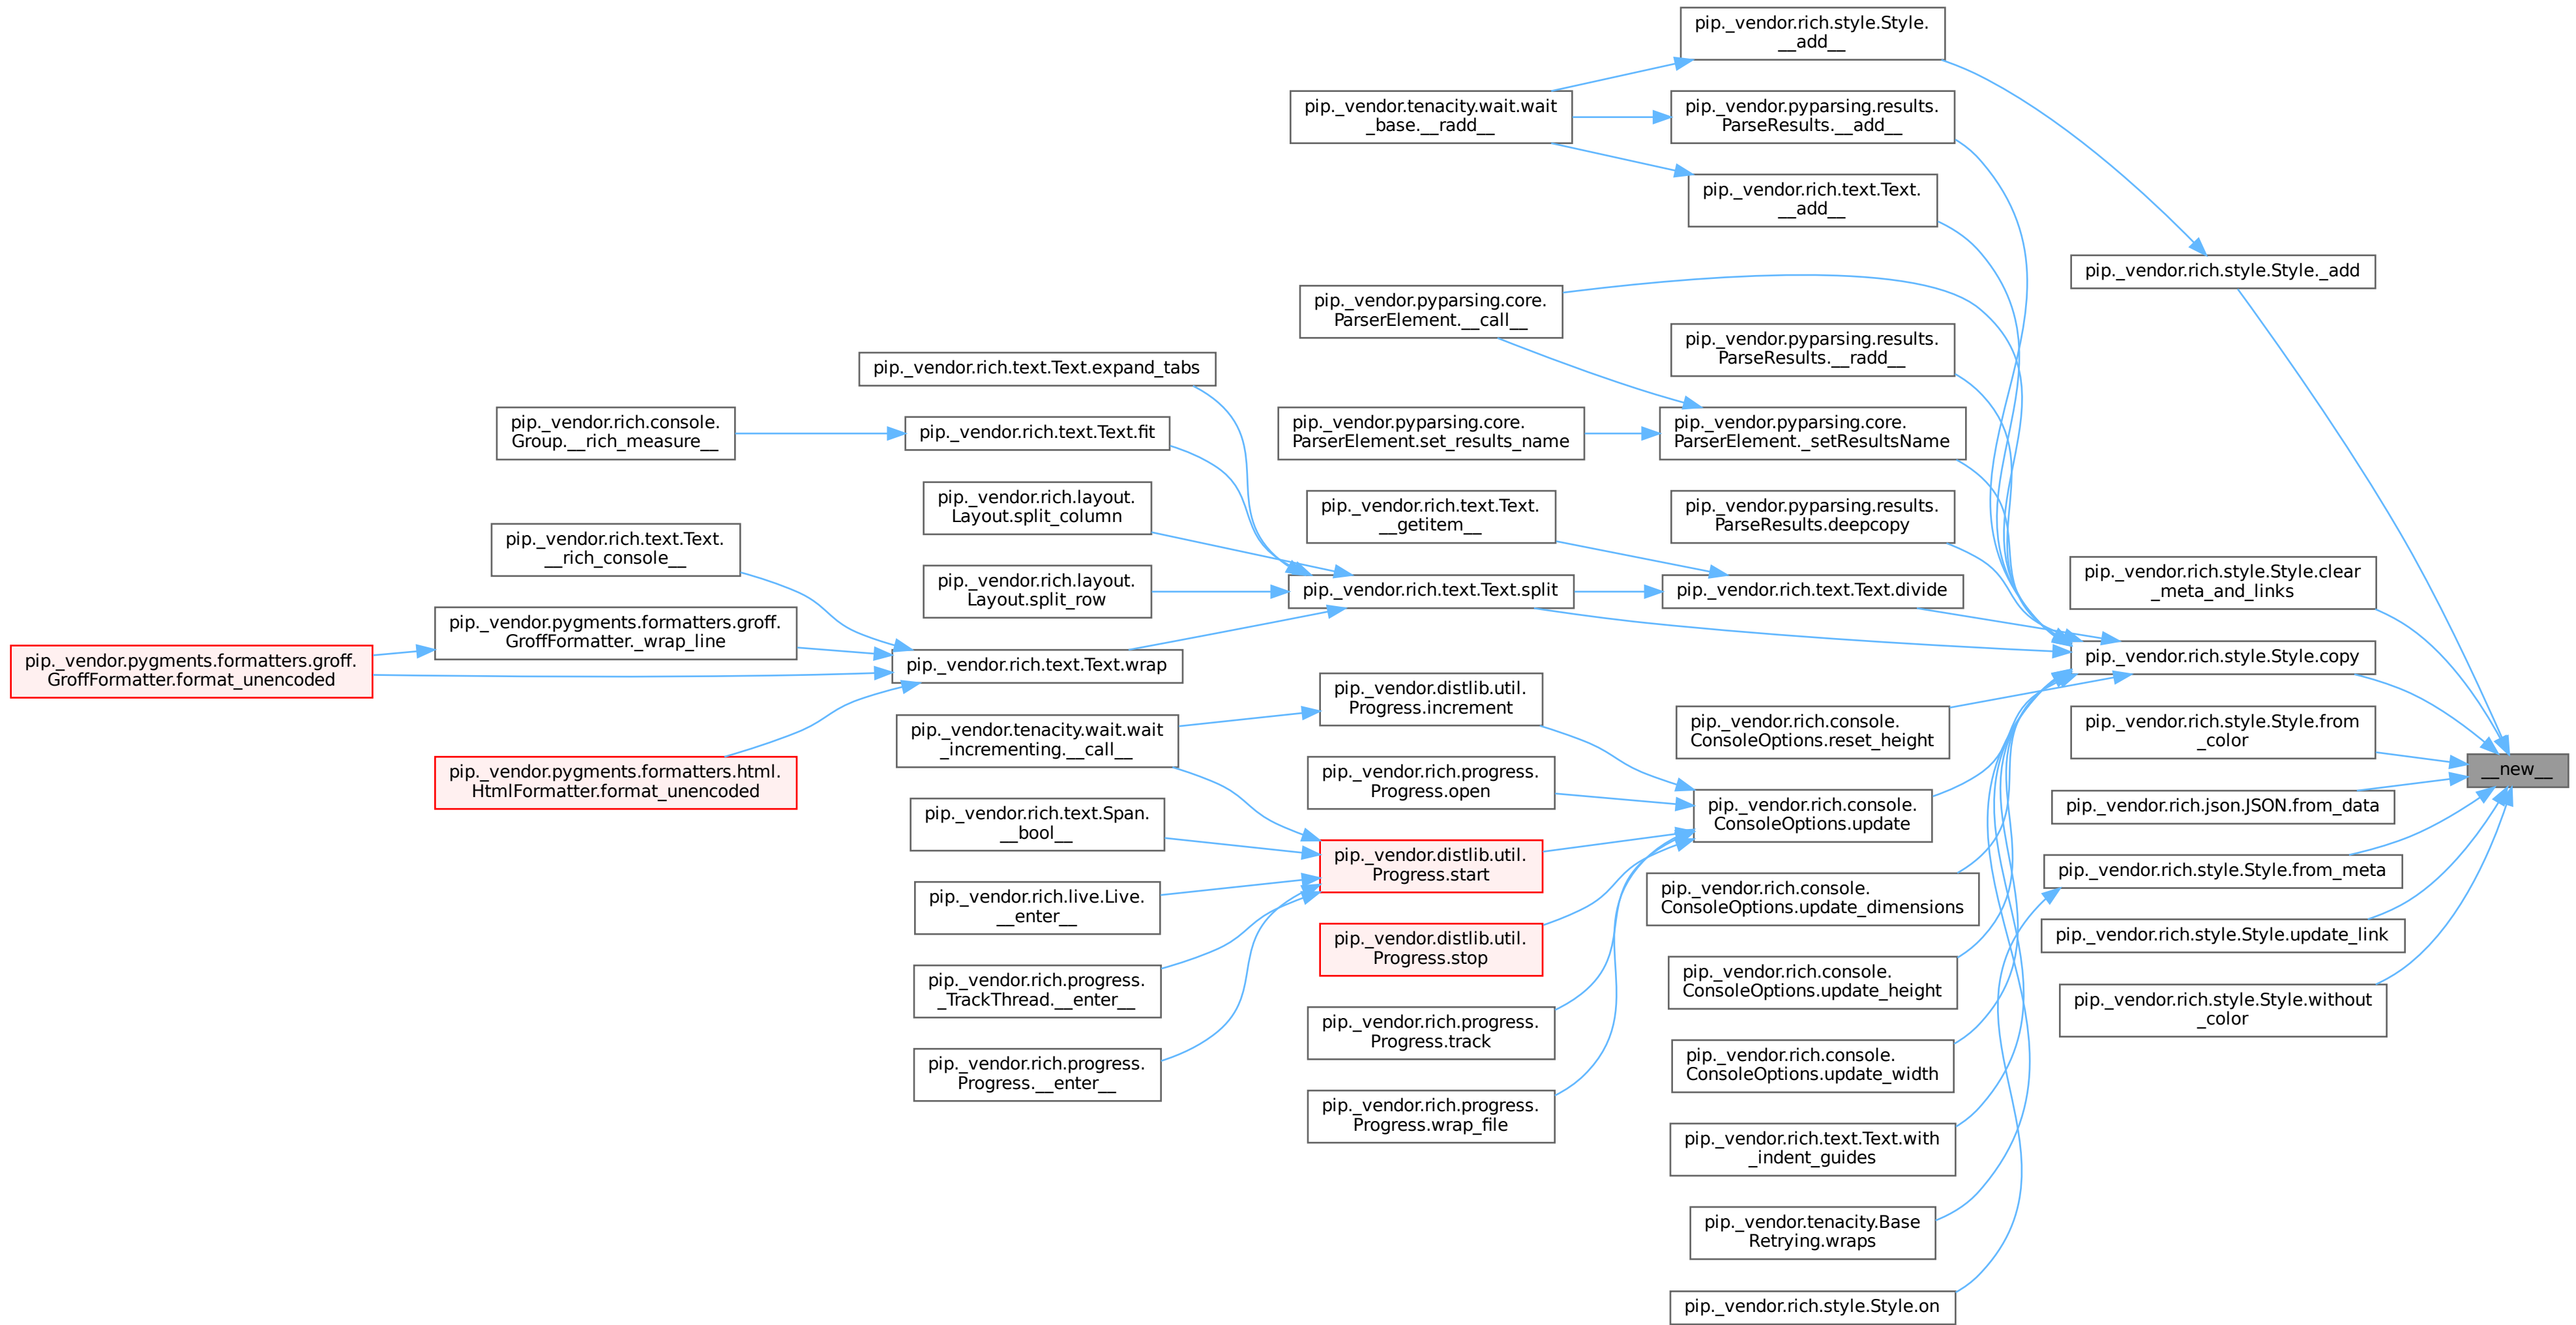 pip._vendor.rich.style.Style.
__add__
pip._vendor.tenacity.wait.wait
_base.__radd__
pip._vendor.pyparsing.results.
ParseResults.__add__
pip._vendor.rich.text.Text.
__add__
pip._vendor.rich.style.Style._add
pip._vendor.pyparsing.core.
ParserElement.__call__
pip._vendor.pyparsing.results.
ParseResults.__radd__
pip._vendor.rich.text.Text.expand_tabs
pip._vendor.rich.console.
Group.__rich_measure__
pip._vendor.rich.text.Text.fit
pip._vendor.pyparsing.core.
ParserElement.set_results_name
pip._vendor.pyparsing.core.
ParserElement._setResultsName
pip._vendor.rich.layout.
Layout.split_column
pip._vendor.rich.text.Text.
__getitem__
pip._vendor.pyparsing.results.
ParseResults.deepcopy
pip._vendor.rich.text.Text.
__rich_console__
pip._vendor.rich.layout.
Layout.split_row
pip._vendor.rich.text.Text.split
pip._vendor.rich.text.Text.divide
pip._vendor.rich.style.Style.clear
_meta_and_links
pip._vendor.pygments.formatters.groff.
GroffFormatter._wrap_line
pip._vendor.pygments.formatters.groff.
GroffFormatter.format_unencoded
pip._vendor.rich.text.Text.wrap
pip._vendor.rich.style.Style.copy
pip._vendor.distlib.util.
Progress.increment
pip._vendor.rich.console.
ConsoleOptions.reset_height
pip._vendor.rich.style.Style.from
_color
pip._vendor.tenacity.wait.wait
_incrementing.__call__
pip._vendor.pygments.formatters.html.
HtmlFormatter.format_unencoded
pip._vendor.rich.progress.
Progress.open
__new__
pip._vendor.rich.console.
ConsoleOptions.update
pip._vendor.rich.json.JSON.from_data
pip._vendor.rich.text.Span.
__bool__
pip._vendor.distlib.util.
Progress.start
pip._vendor.rich.style.Style.from_meta
pip._vendor.rich.live.Live.
__enter__
pip._vendor.rich.console.
ConsoleOptions.update_dimensions
pip._vendor.distlib.util.
Progress.stop
pip._vendor.rich.style.Style.update_link
pip._vendor.rich.progress.
_TrackThread.__enter__
pip._vendor.rich.console.
ConsoleOptions.update_height
pip._vendor.rich.style.Style.without
_color
pip._vendor.rich.progress.
Progress.track
pip._vendor.rich.progress.
Progress.__enter__
pip._vendor.rich.console.
ConsoleOptions.update_width
pip._vendor.rich.progress.
Progress.wrap_file
pip._vendor.rich.text.Text.with
_indent_guides
pip._vendor.tenacity.Base
Retrying.wraps
pip._vendor.rich.style.Style.on